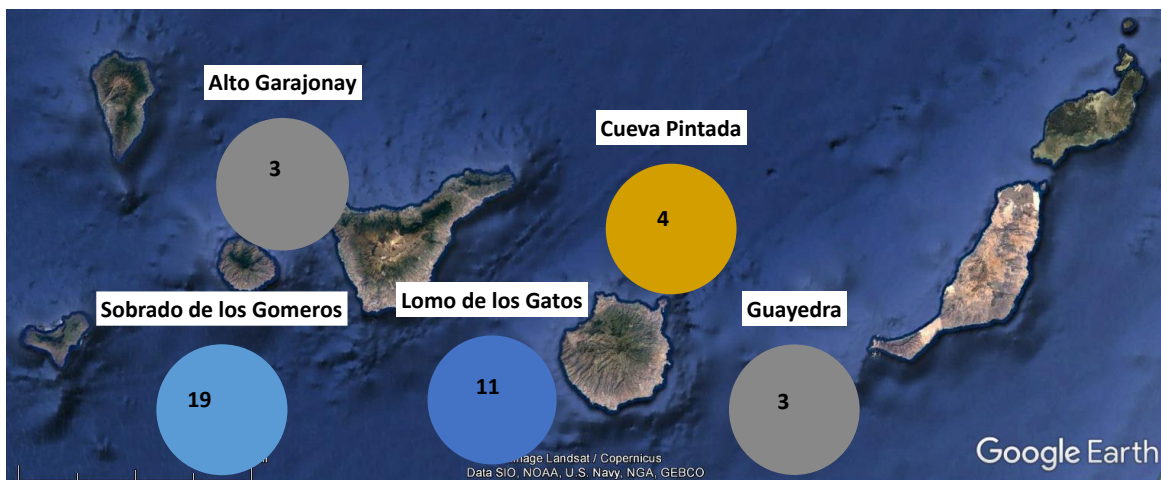 Alto Garajonay
3
Cueva Pintada
4
Sobrado de los Gomeros
19
Lomo de los Gatos
11
Guayedra
3
Image Landsat / Copernicus
Data SIO, NOAA, U.S. Navy, NGA, GEBCO
Google Earth